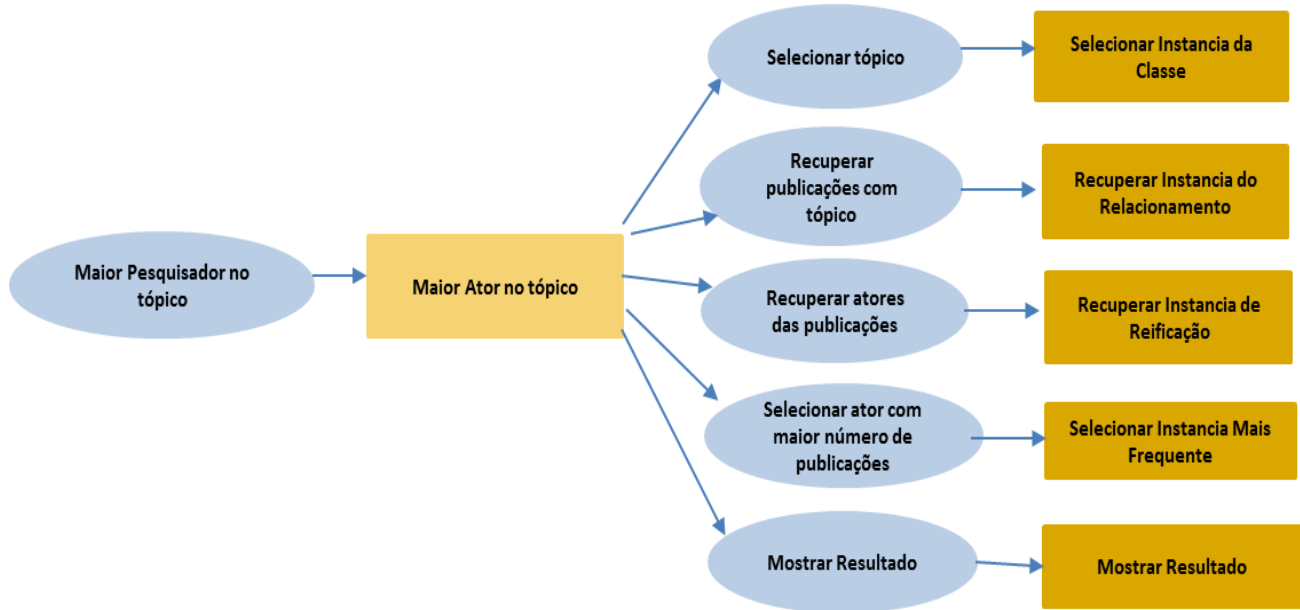 Maior Pesquisador no
tópico
Maior Ator no tópico
Selecionar tópico
Selecionar Instancia da
Classe
Recuperar
publicações com
tópico
Recuperar Instancia do
Relacionamento
Recuperar atores
das publicações
Recuperar Instancia de
Reificação
Selecionar ator com
maior número de
publicações
Selecionar Instancia Mais
Frequente
Mostrar Resultado
Mostrar Resultado